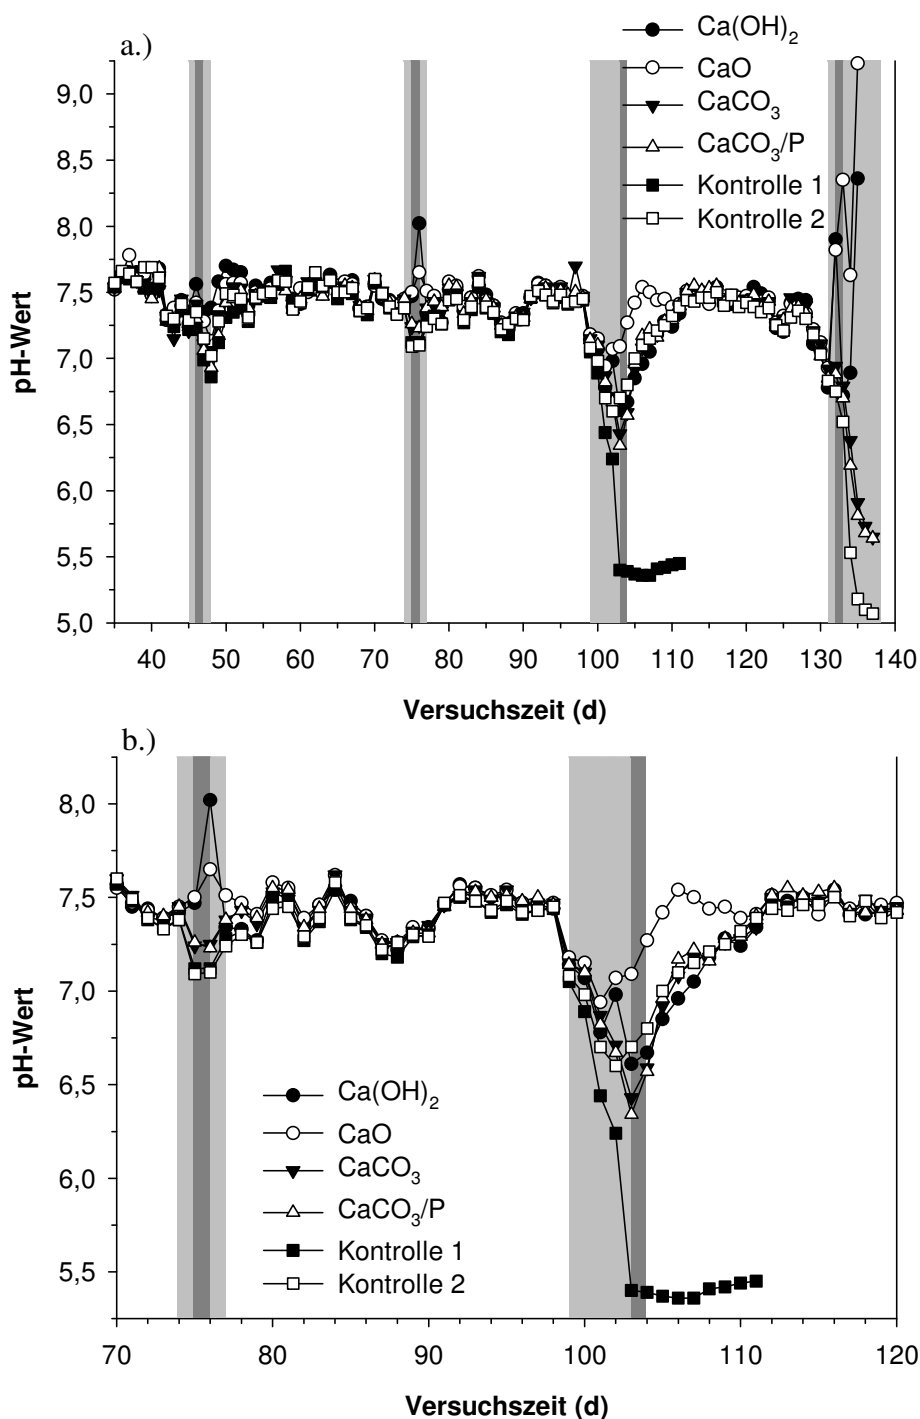 a.)
Ca(OH)2
CaO
CaCO3
CaCO3/P
Kontrolle 1
Kontrolle 2
9,0
8,5
8,0
7,5
7,0
6,5
6,0
5,5
5,0
pH-Wert
40 50 60 70 80 90 100 110 120 130 140
Versuchszeit (d)
b.)
8,0
7,5
7,0
6,5
6,0
5,5
pH-Wert
Ca(OH)2
CaO
CaCO3
CaCO3/P
Kontrolle 1
Kontrolle 2
70 80 90 100 110 120
Versuchszeit (d)